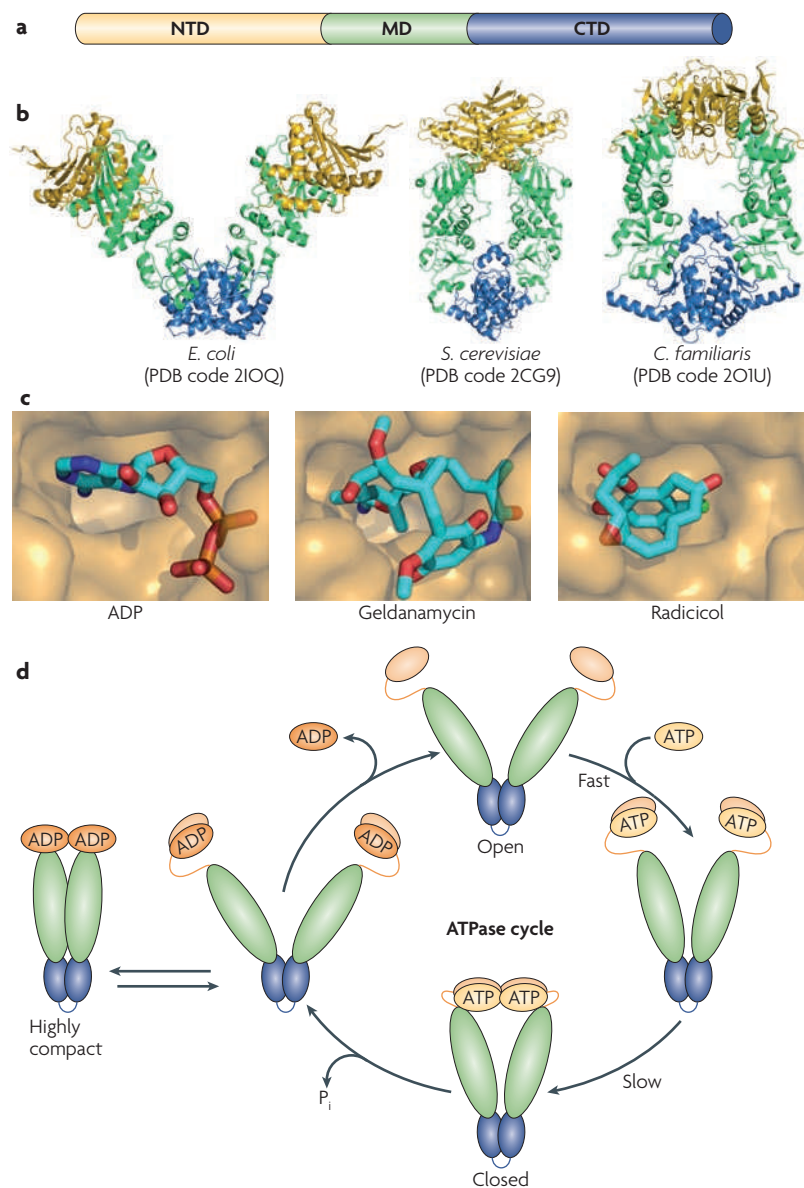 a
NTD
MD
CTD
b
E. coli
(PDB code 2IOQ)
S. cerevisiae
(PDB code 2CG9)
C. familiaris
(PDB code 2O1U)
c
ADP
Geldanamycin
Radicicol
d
ADP
ATP
Fast
Open
ADP
ADP
ATP
ATP
ADP ADP
ATPase cycle
Highly
compact
ATP ATP
Slow
Pi
Closed